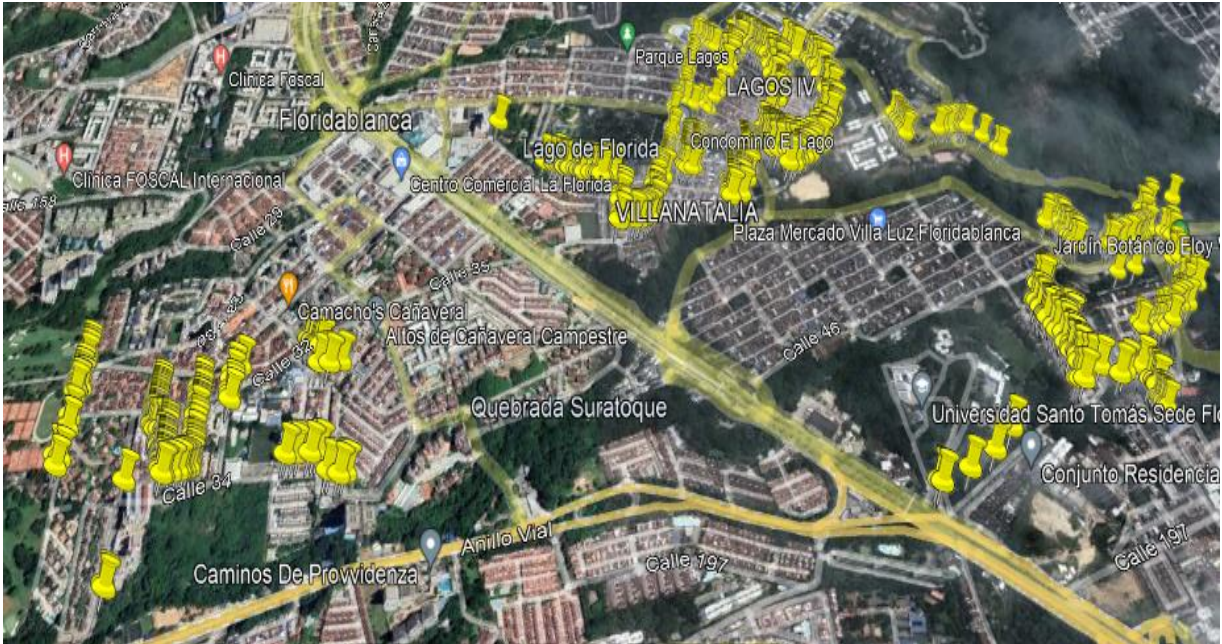 Parque Lagos
Clínica Foscal
LAGOS IV
Floridablanca
Condominio E. Lago
Lago de Florida
Clínica FOSCAL Internacional
Centro Comercial La Florida
VILLANATALIA
Plaza Mercado Villa Luz Floridablanca
Calle 29
Jardín Botánico Eloy
Calle 35
Camacho's Cañaveral
Altos de Cañaveral Campestre
Calle 46
Calle 32
Quebrada Suratoque
Universidad Santo Tomás Sede Flo
Calle 34
Conjunto Residencia
Anillo Vial
Calle 197
Calle 197
Caminos De Provvidenza